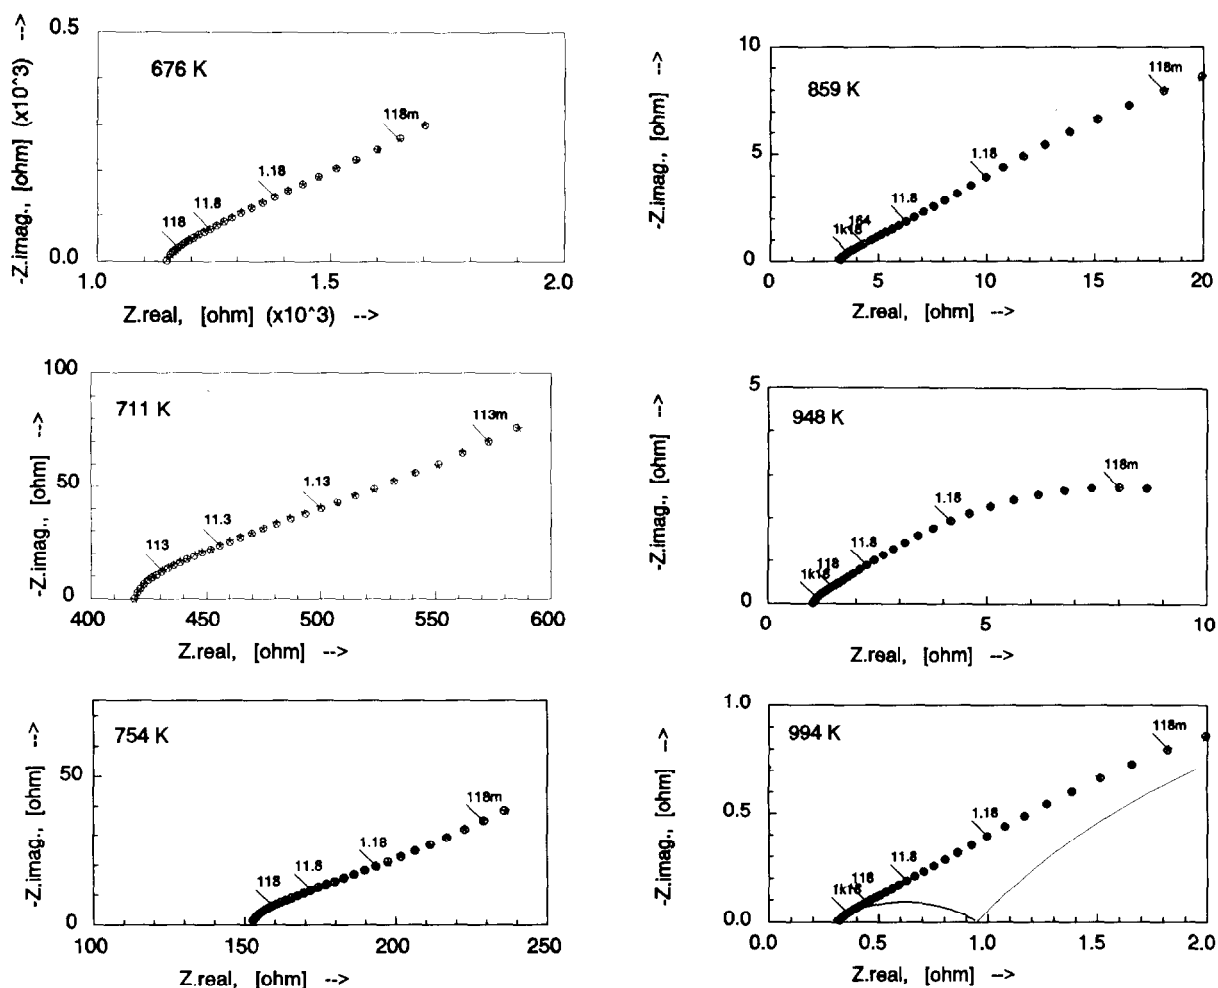 0.5
676 K
118m
1.18
11.8
118
0.0
1.0
1.5
2.0
-Z.imag., [ohm] (x10^3) -->
Z.real, [ohm] (x10^3) -->
10
859 K
118m
5
1.18
11.8
164
1k18
0
0
5
10
15
20
-Z.imag., [ohm] -->
Z.real, [ohm] -->
100
711 K
113m
50
1.13
11.3
113
0
400
450
500
550
600
-Z.imag., [ohm] -->
Z.real, [ohm] -->
5
948 K
118m
1.18
11.8
118
1k18
0
0
5
10
-Z.imag., [ohm] -->
Z.real, [ohm] -->
754 K
50
118m
1.18
11.8
118
0
100
150
200
250
-Z.imag., [ohm] -->
Z.real, [ohm] -->
1.0
994 K
118m
0.5
1.18
11.8
118
1k18
0.0
0.0
0.5
1.0
1.5
2.0
-Z.imag., [ohm] -->
Z.real, [ohm] -->